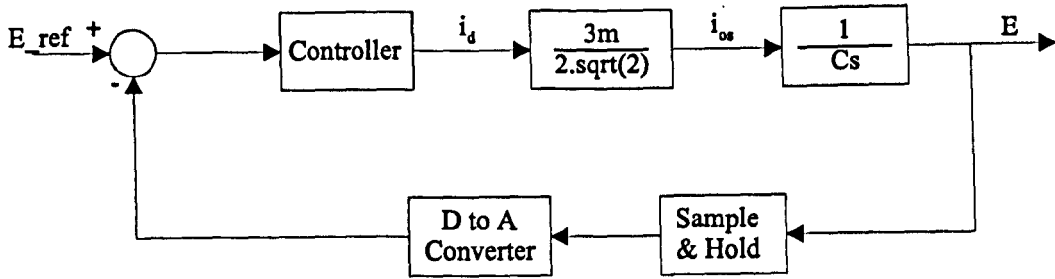 E_ref + Controller i_d 3m i_os 1 E
2.sqrt(2) Cs
-
D to A Sample
Converter & Hold